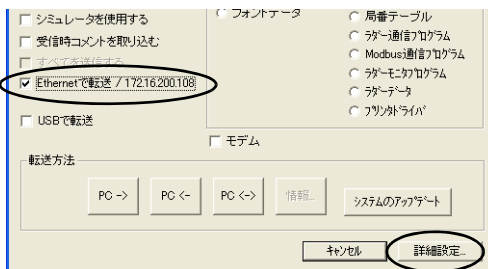 シミュレータを使用する
受信時コメントを取り込む
すべてを送信する
Ethernetで転送 / 172.16.200.108
USBで転送
フォントデータ
局番テーブル
ﾗﾀﾞｰ通信ﾌﾟﾛｸﾞﾗﾑ
Modbus通信ﾌﾟﾛｸﾞﾗﾑ
ﾗﾀﾞｰﾓﾆﾀﾌﾟﾛｸﾞﾗﾑ
ﾗﾀﾞｰﾃﾞｰﾀ
ﾌﾟﾘﾝﾀﾄﾞﾗｲﾊﾞ
モデム
転送方法
PC ->
PC <-
PC <->
情報...
システムのｱｯﾌﾟﾃﾞｰﾄ
ｷｬﾝｾﾙ
詳細設定...